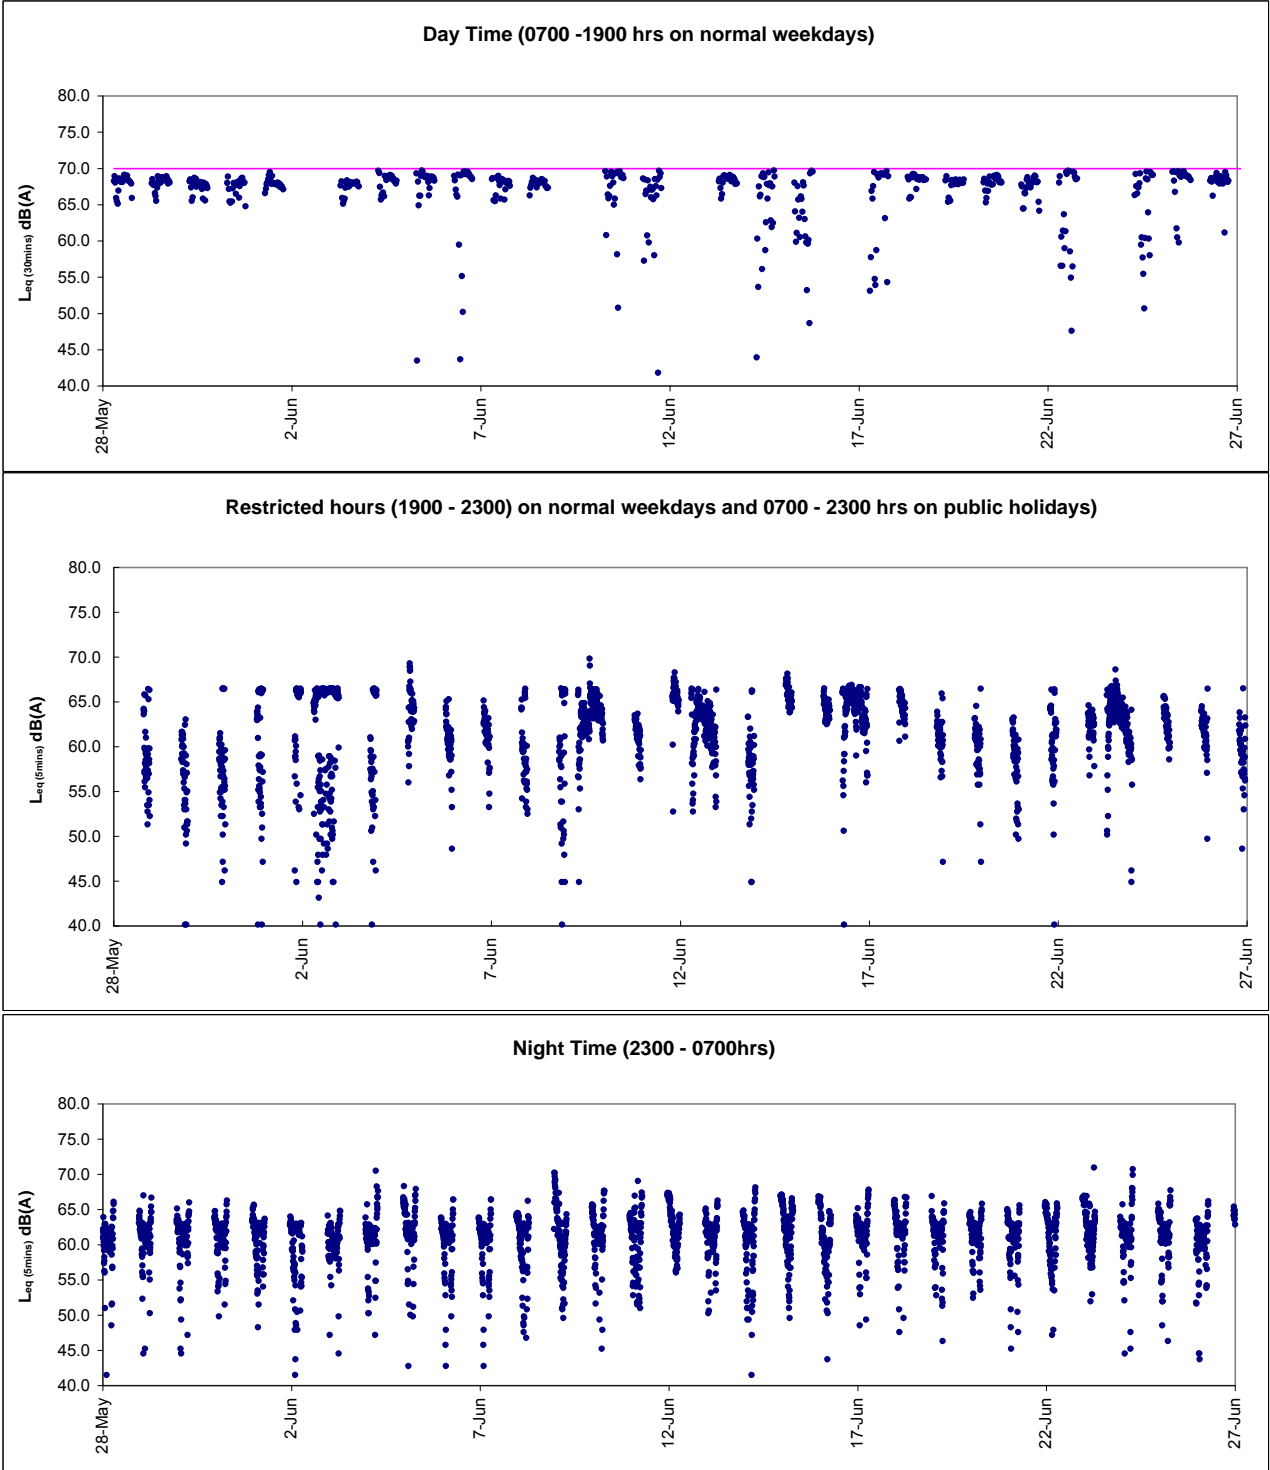 Day Time (0700 -1900 hrs on normal weekdays)
80.0
75.0
70.0
65.0
60.0
55.0
50.0
45.0
40.0
Leq (30mins) dB(A)
28-May
2-Jun
7-Jun
12-Jun
17-Jun
22-Jun
27-Jun
Restricted hours (1900 - 2300) on normal weekdays and 0700 - 2300 hrs on public holidays)
80.0
75.0
70.0
65.0
60.0
55.0
50.0
45.0
40.0
Leq (5mins) dB(A)
28-May
2-Jun
7-Jun
12-Jun
17-Jun
22-Jun
27-Jun
Night Time (2300 - 0700hrs)
80.0
75.0
70.0
65.0
60.0
55.0
50.0
45.0
40.0
Leq (5mins) dB(A)
28-May
2-Jun
7-Jun
12-Jun
17-Jun
22-Jun
27-Jun